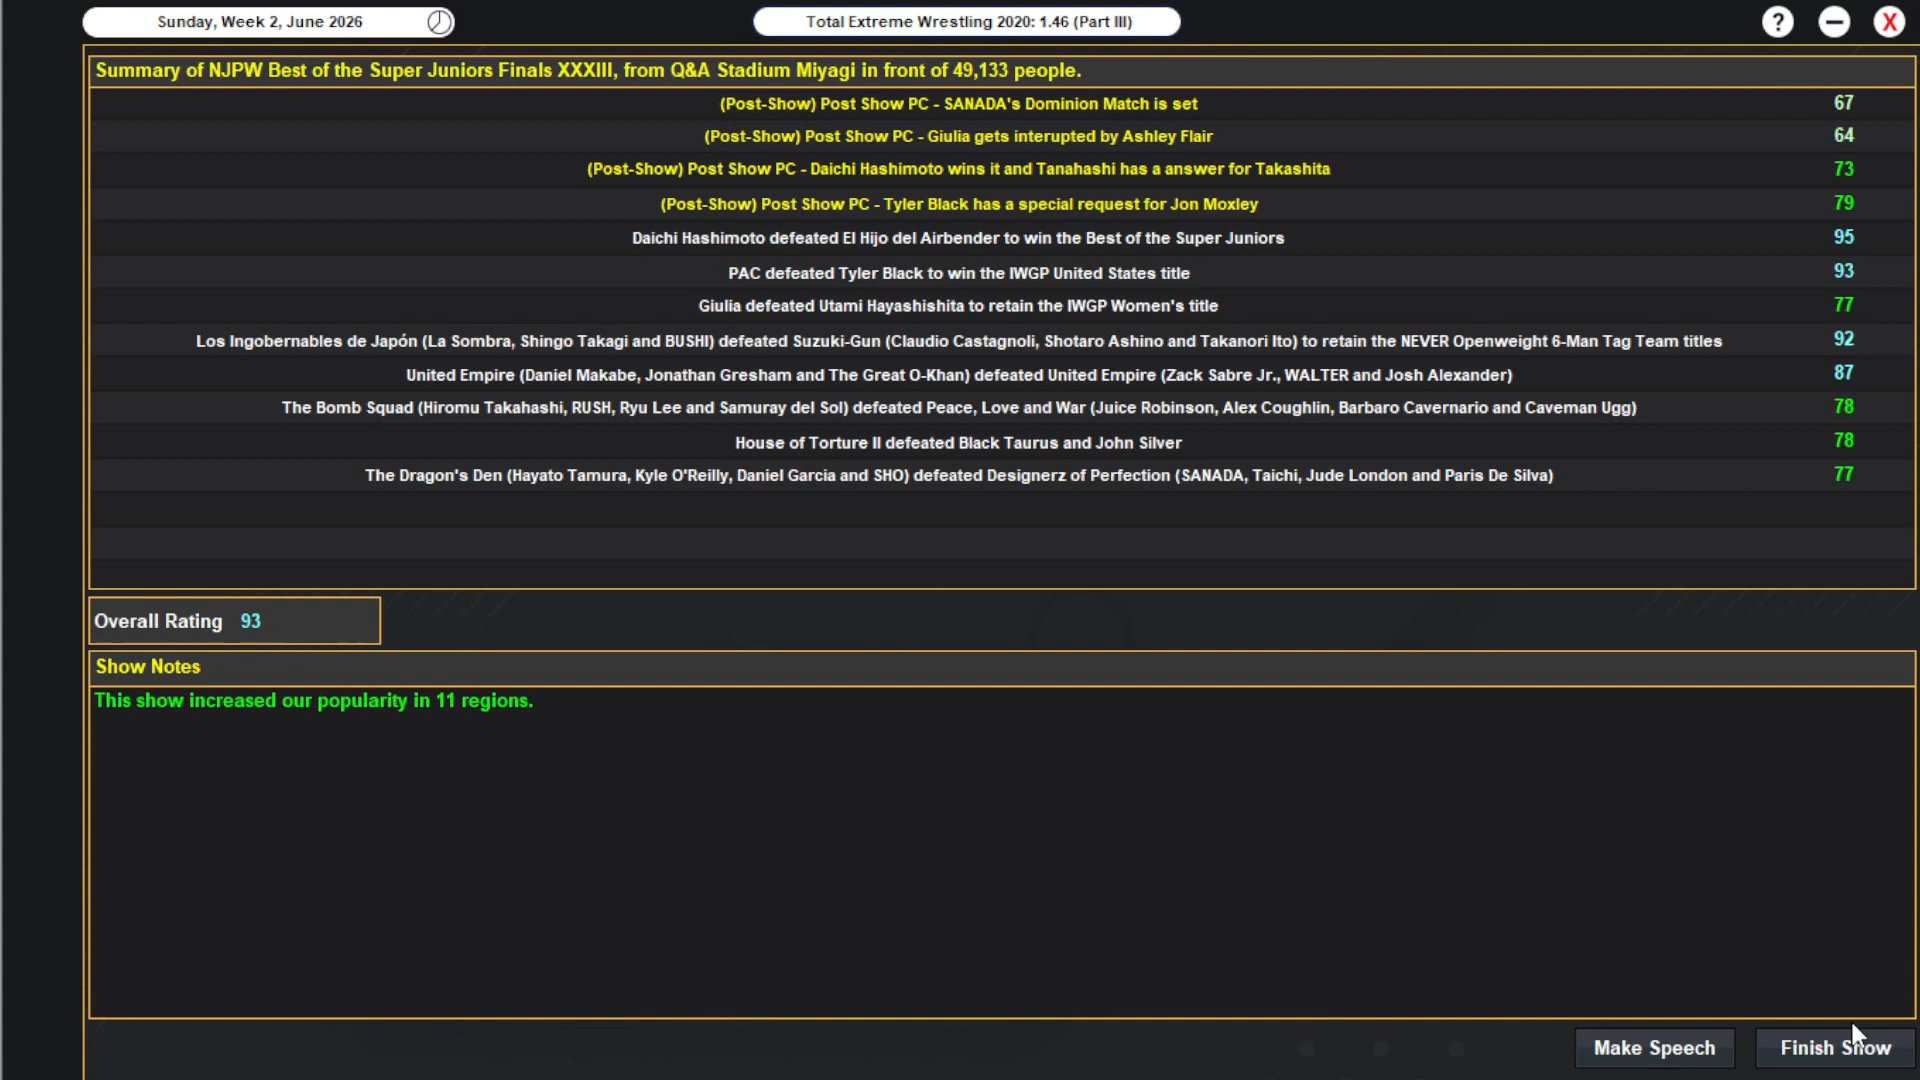 Sunday, Week 2, June 2026
Total Extreme Wrestling 2020: 1.46 (Part III)
?
X
Summary of NJPW Best of the Super Juniors Finals XXXIII, from Q&A Stadium Miyagi in front of 49,133 people.
(Post-Show) Post Show PC - SANADA's Dominion Match is set 67
(Post-Show) Post Show PC - Giulia gets interupted by Ashley Flair 64
(Post-Show) Post Show PC - Daichi Hashimoto wins it and Tanahashi has a answer for Takashita 73
(Post-Show) Post Show PC - Tyler Black has a special request for Jon Moxley 79
Daichi Hashimoto defeated El Hijo del Airbender to win the Best of the Super Juniors 95
PAC defeated Tyler Black to win the IWGP United States title 93
Giulia defeated Utami Hayashishita to retain the IWGP Women's title 77
Los Ingobernables de Japón (La Sombra, Shingo Takagi and BUSHI) defeated Suzuki-Gun (Claudio Castagnoli, Shotaro Ashino and Takanori Ito) to retain the NEVER Openweight 6-Man Tag Team titles 92
United Empire (Daniel Makabe, Jonathan Gresham and The Great O-Khan) defeated United Empire (Zack Sabre Jr., WALTER and Josh Alexander) 87
The Bomb Squad (Hiromu Takahashi, RUSH, Ryu Lee and Samuray del Sol) defeated Peace, Love and War (Juice Robinson, Alex Coughlin, Barbaro Cavernario and Caveman Ugg) 78
House of Torture II defeated Black Taurus and John Silver 78
The Dragon's Den (Hayato Tamura, Kyle O'Reilly, Daniel Garcia and SHO) defeated Designerz of Perfection (SANADA, Taichi, Jude London and Paris De Silva) 77
Overall Rating 93
Show Notes
This show increased our popularity in 11 regions.
Make Speech
Finish Show